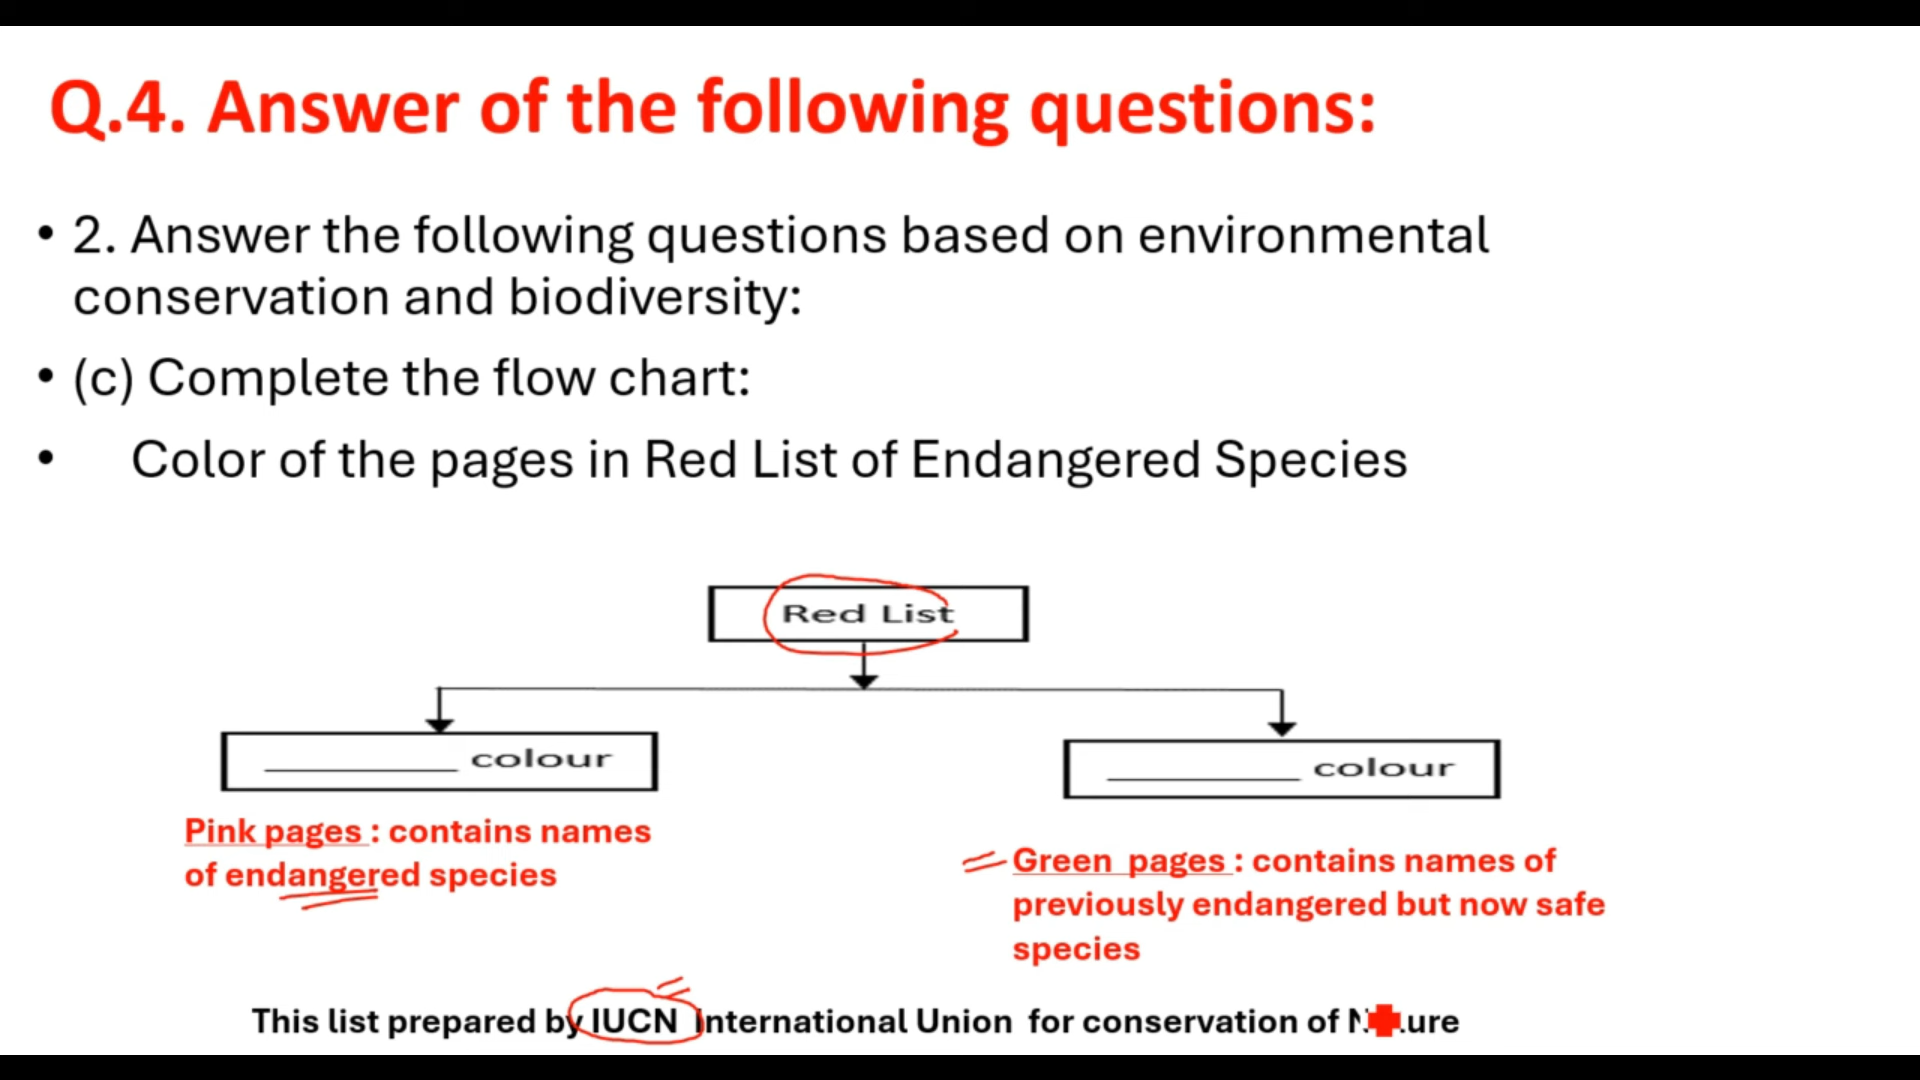 Q.4. Answer of the following questions:
• 2. Answer the following questions based on environmental
conservation and biodiversity:
• (c) Complete the flow chart:
• Color of the pages in Red List of Endangered Species
Red List
__________ colour
__________ colour
Pink pages : contains names
of endangered species
Green pages : contains names of
previously endangered but now safe
species
This list prepared by IUCN International Union for conservation of